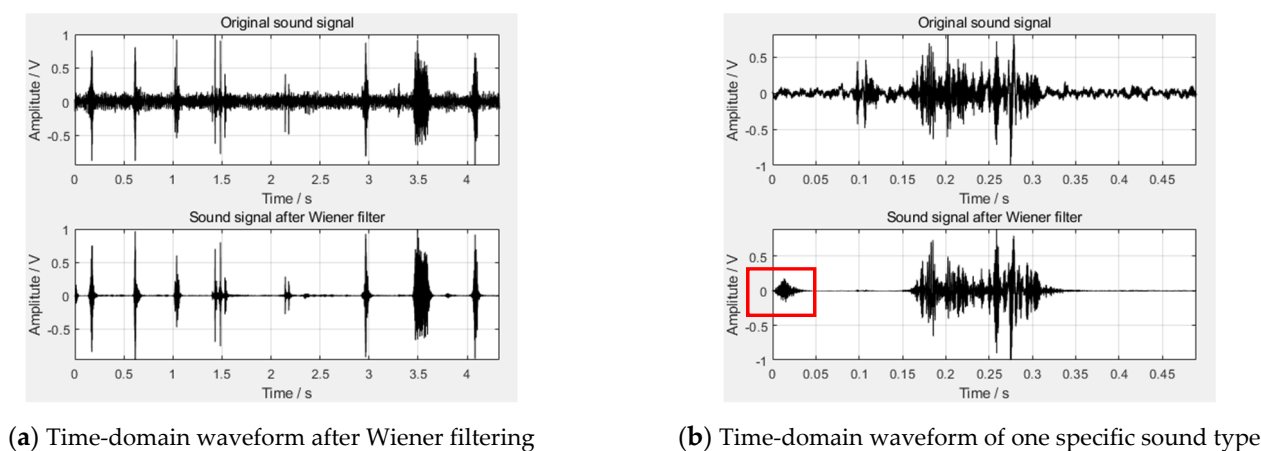 Original sound signal
Amplitute / V
1
0.5
0
-0.5
0 0.5 1 1.5 2 2.5 3 3.5 4
Time / s
Sound signal after Wiener filter
Amplitute / V
1
0.5
0
-0.5
0 0.5 1 1.5 2 2.5 3 3.5 4
Time / s
(a) Time-domain waveform after Wiener filtering
Original sound signal
Amplitute / V
0.5
0
-0.5
-1
0 0.05 0.1 0.15 0.2 0.25 0.3 0.35 0.4 0.45
Time / s
Sound signal after Wiener filter
Amplitute / V
0.5
0
-0.5
-1
0 0.05 0.1 0.15 0.2 0.25 0.3 0.35 0.4 0.45
Time / s
(b) Time-domain waveform of one specific sound type